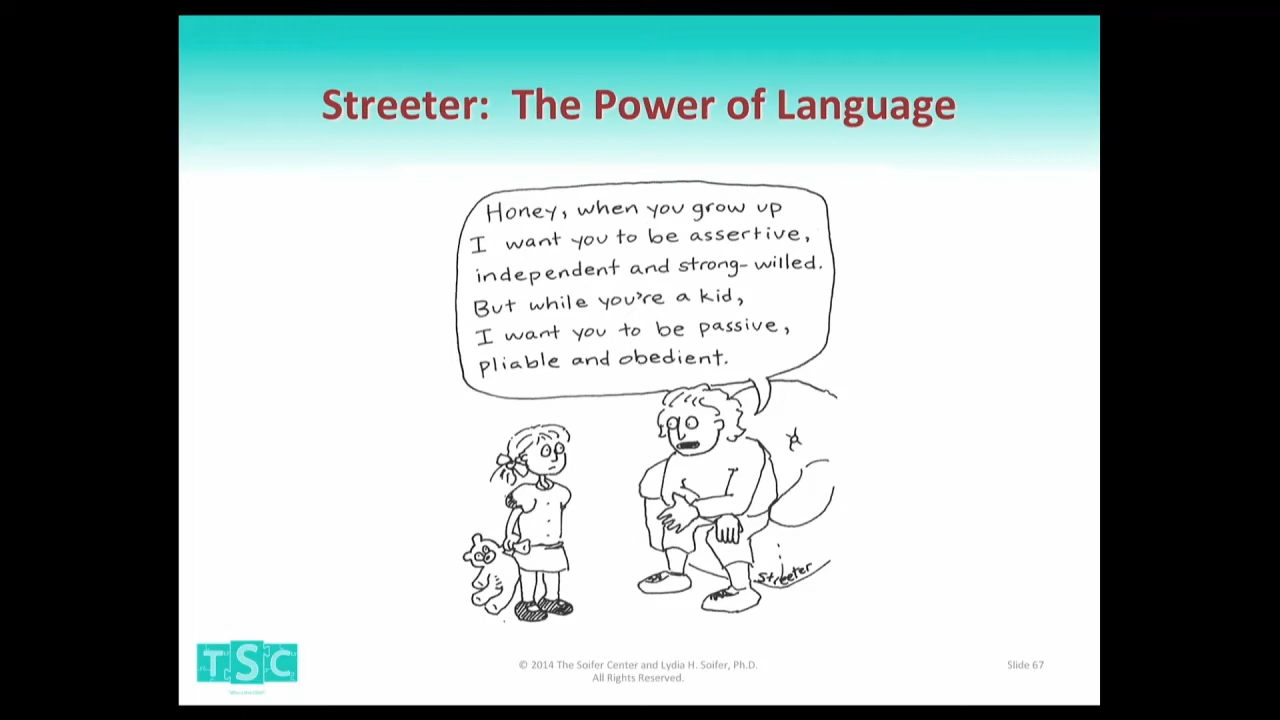 Streeter: The Power of Language
Honey, when you grow up
I want you to be assertive,
independent and strong-willed.
But while you're a kid,
I want you to be passive,
pliable and obedient.
Streeter
TSC
© 2014 The Soifer Center and Lydia H. Soifer, Ph.D.
All Rights Reserved.
Slide 67